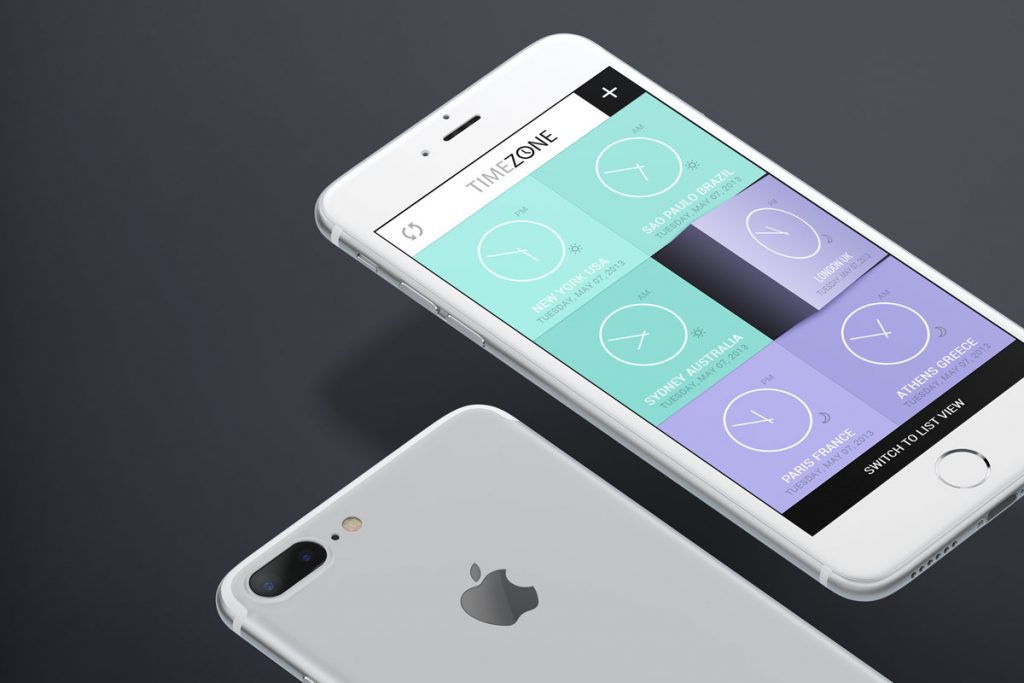 +
TIMEZONE
PM
NEW YORK USA
TUESDAY, MAY 07, 2013
AM
SAO PAULO BRAZIL
TUESDAY, MAY 07, 2013
AM
SYDNEY AUSTRALIA
TUESDAY, MAY 07, 2013
AM
LONDON UK
TUESDAY, MAY 07, 2013
PM
PARIS FRANCE
TUESDAY, MAY 07, 2013
AM
ATHENS GREECE
TUESDAY, MAY 07, 2013
SWITCH TO LIST VIEW